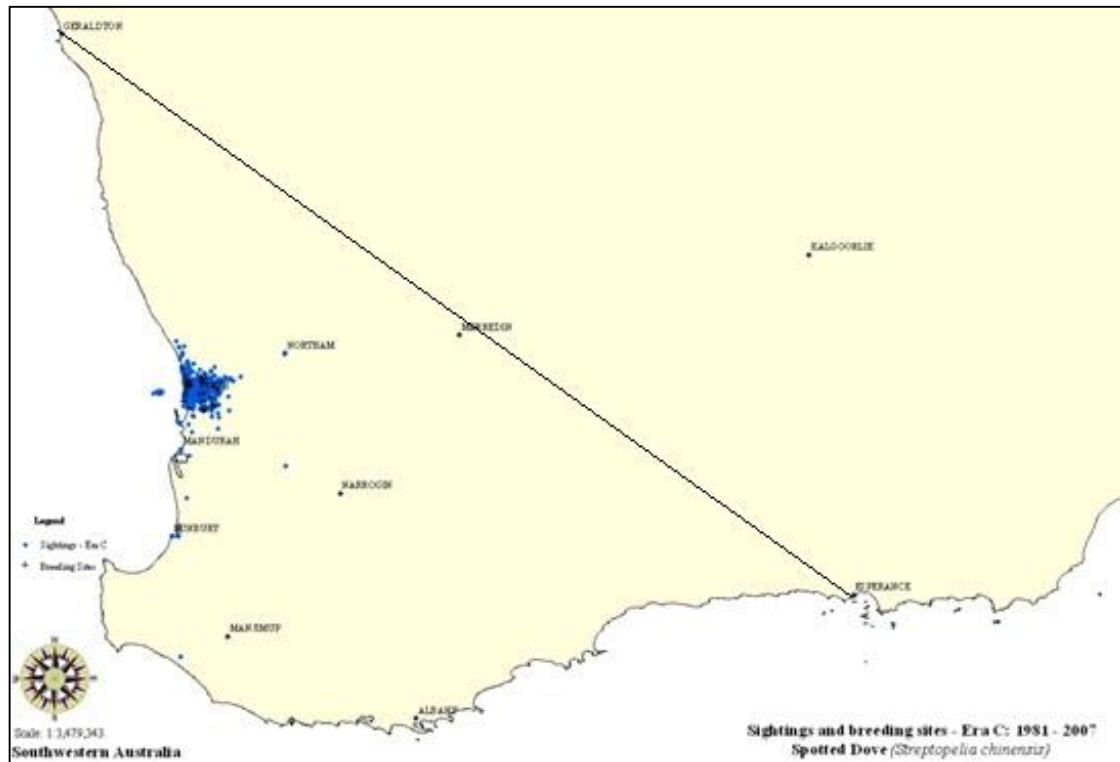 GERALDTON
KALGOORLIE
MERREDIN
NORTHAM
MANDURAH
NARROGIN
Legend
BUNBURY
Sightings - Era C
Breeding Sites
ESPERANCE
MANJIMUP
N
ALBANY
Scale: 1:3,479,343
Southwestern Australia
Sightings and breeding sites - Era C: 1981 - 2007
Spotted Dove (Streptopelia chinensis)